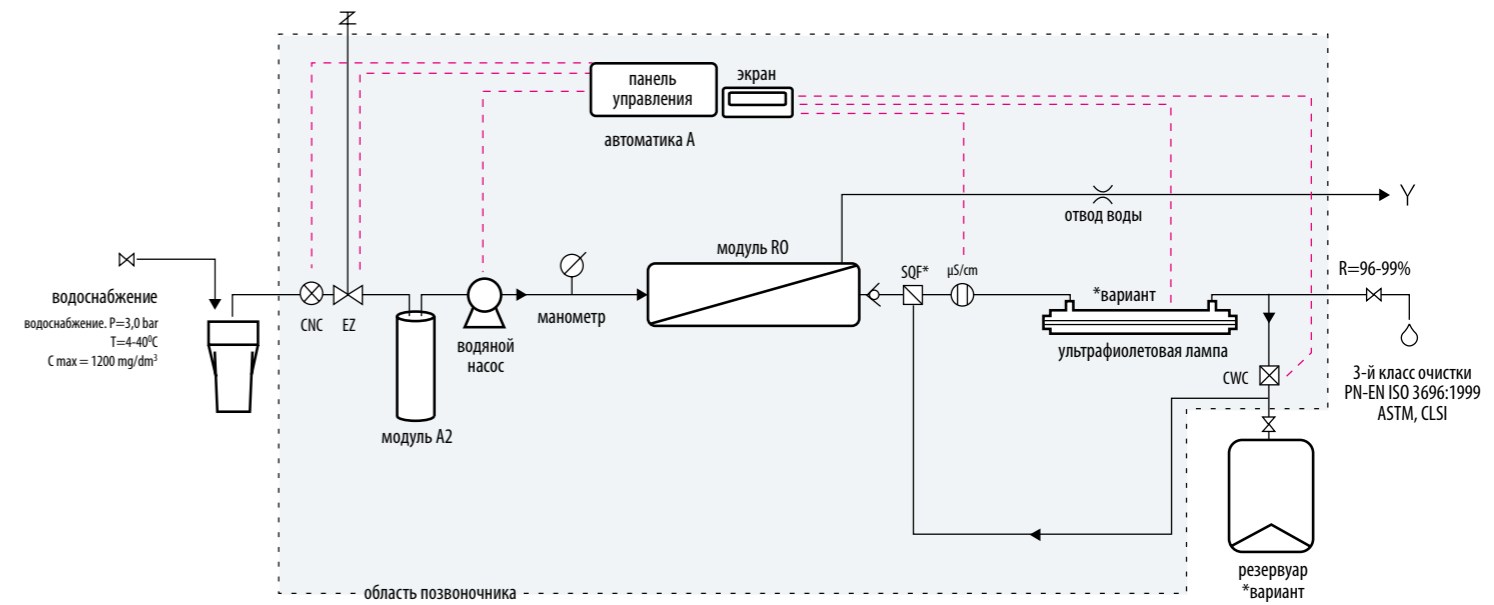 панель
управления
экран
автоматика А
отвод воды
модуль RO
SQF*
µS/cm
R=96-99%
*вариант
водоснабжение
водоснабжение. P=3,0 bar
T=4-40⁰C
C max = 1200 mg/dm³
CNC
EZ
манометр
водяной
насос
ультрафиолетовая лампа
CWC
3-й класс очистки
PN-EN ISO 3696:1999
ASTM, CLSI
модуль A2
резервуар
*вариант
область позвоночника